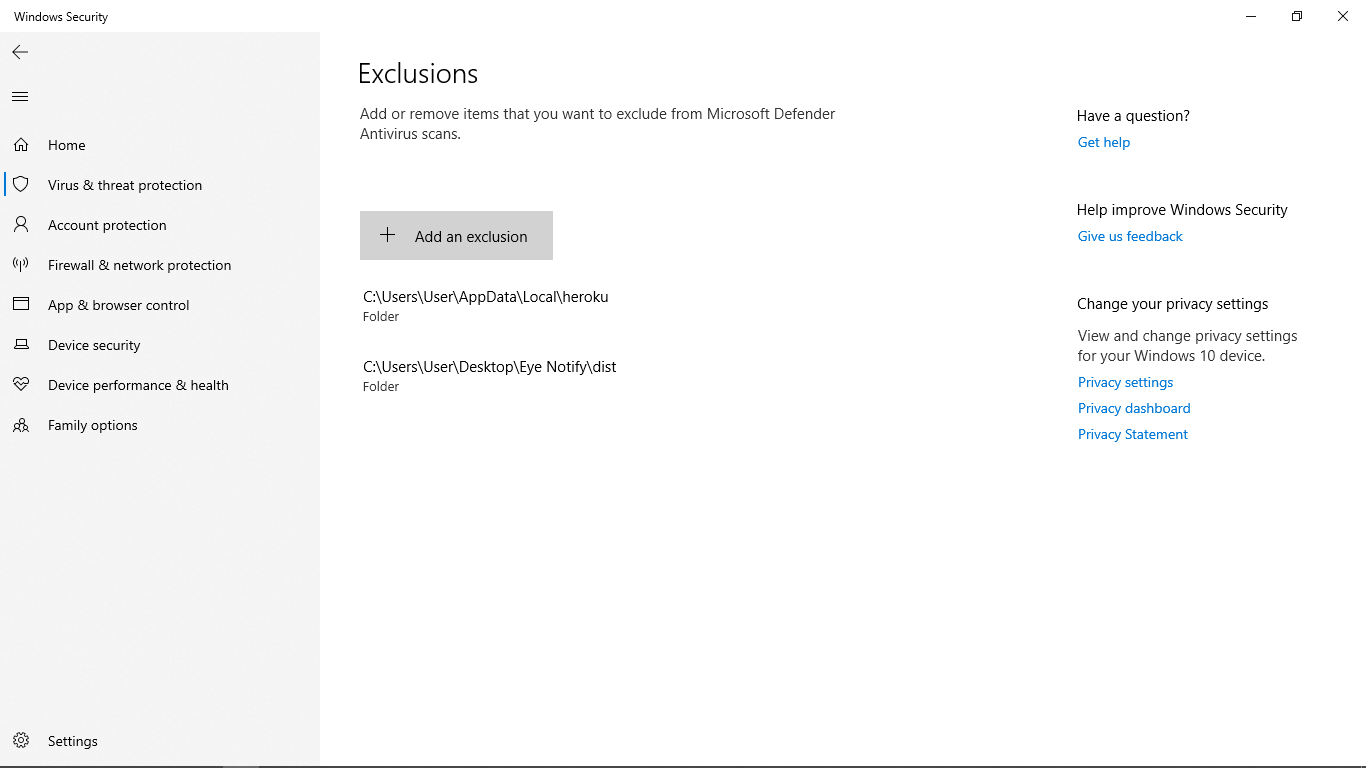 Windows Security
Home
Virus & threat protection
Account protection
Firewall & network protection
App & browser control
Device security
Device performance & health
Family options
Settings
Exclusions
Add or remove items that you want to exclude from Microsoft Defender
Antivirus scans.
Add an exclusion
C:\Users\User\AppData\Local\heroku
Folder
C:\Users\User\Desktop\Eye Notify\dist
Folder
Have a question?
Get help
Help improve Windows Security
Give us feedback
Change your privacy settings
View and change privacy settings
for your Windows 10 device.
Privacy settings
Privacy dashboard
Privacy Statement